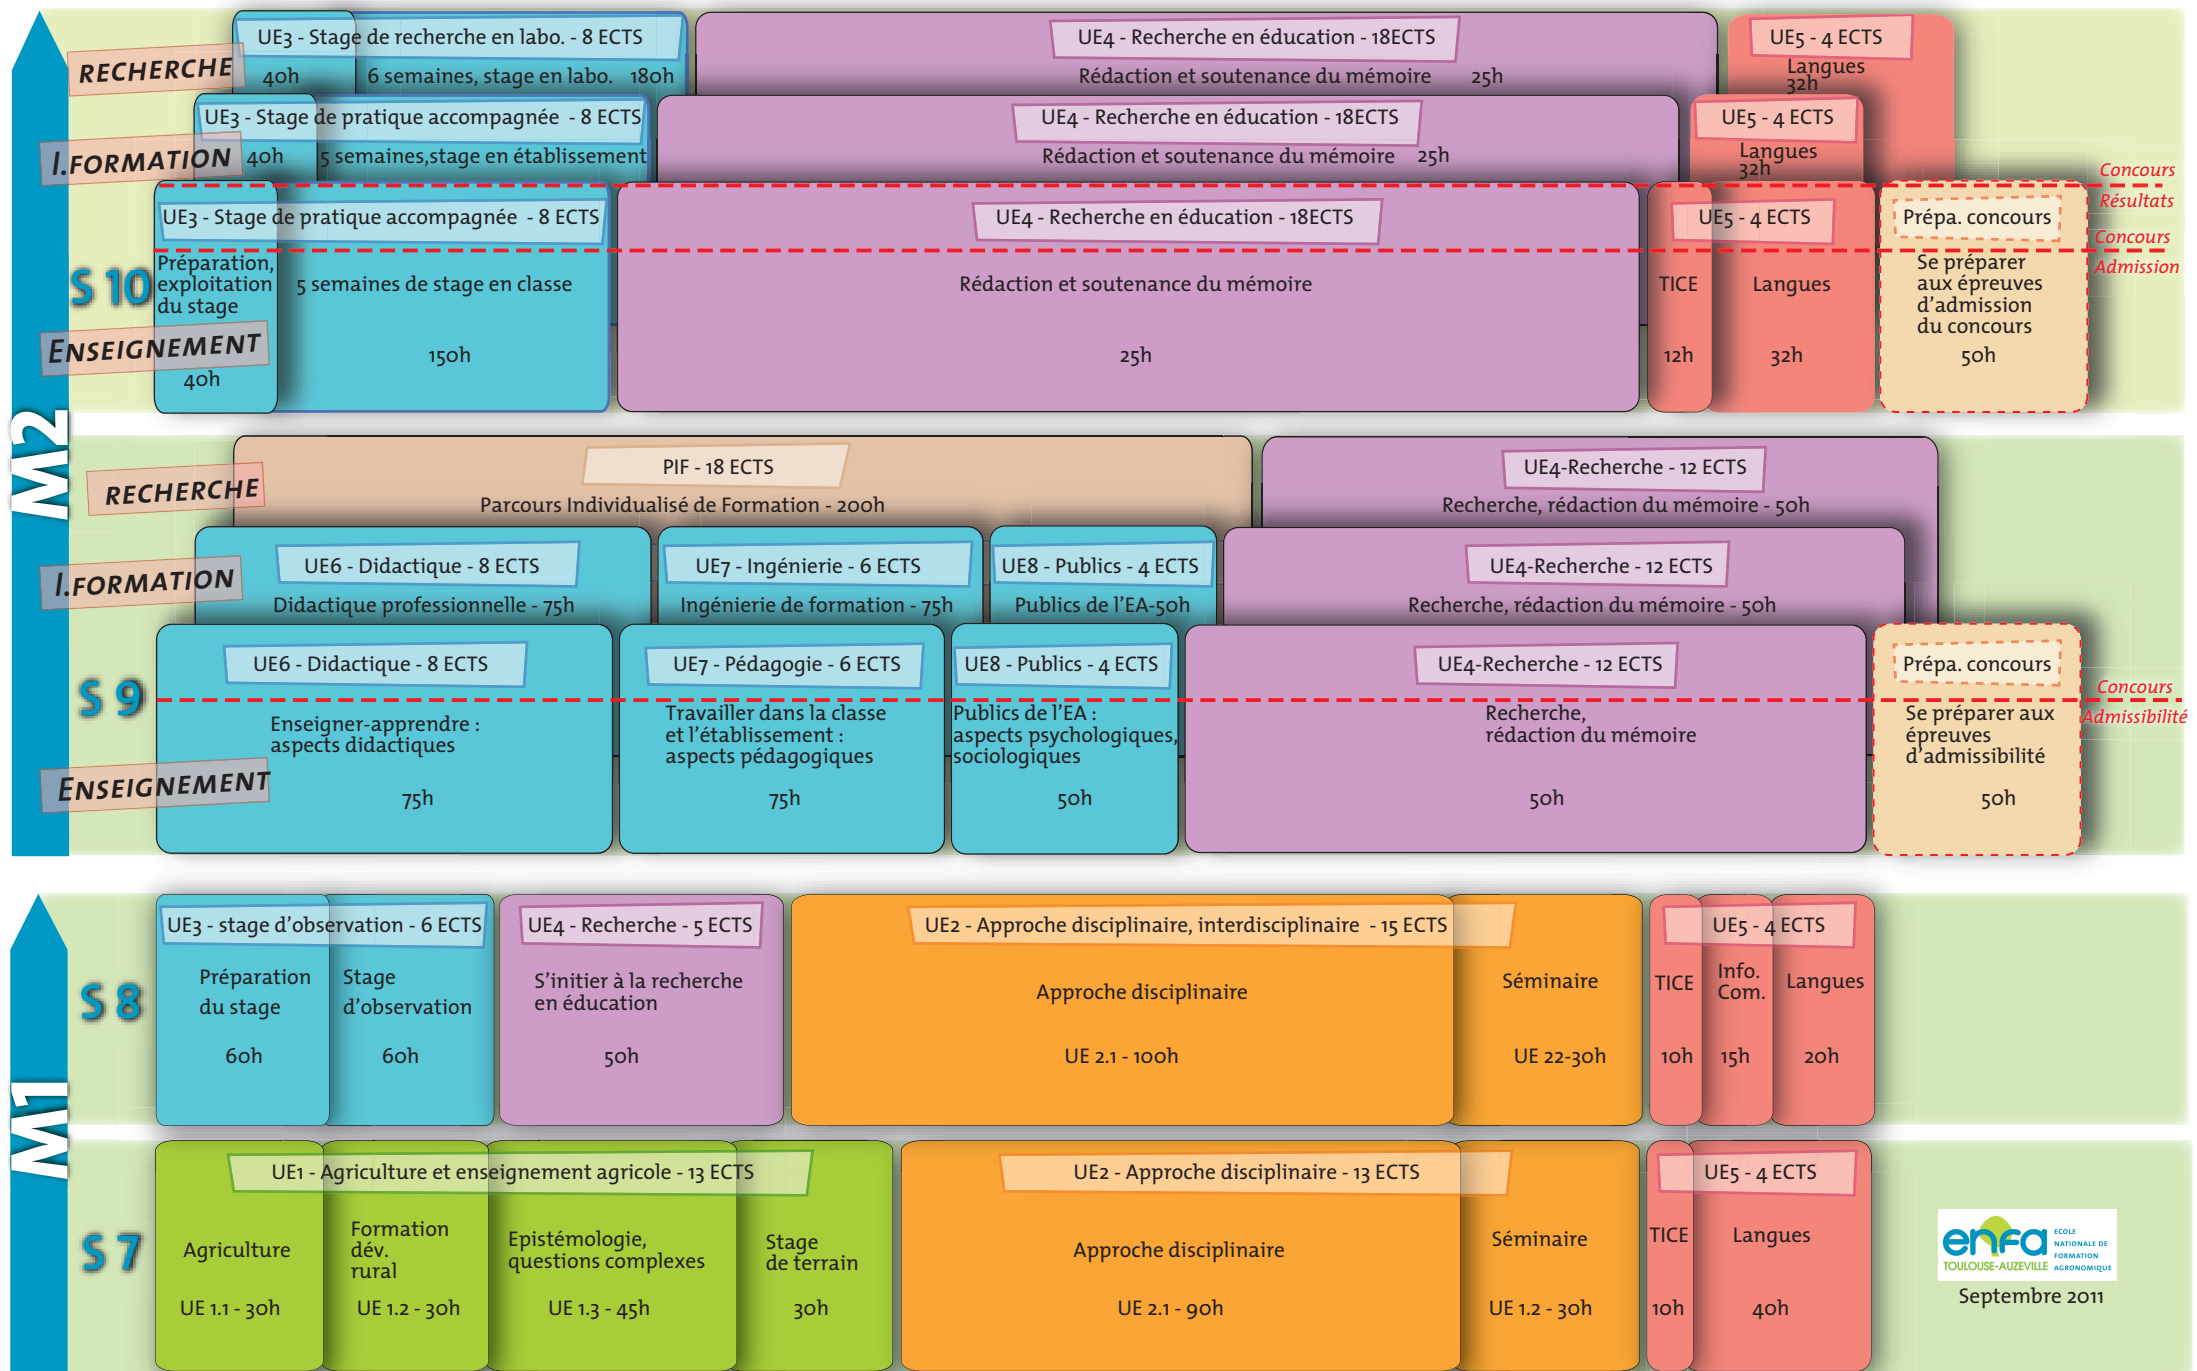 M2
RECHERCHE
UE3 - Stage de recherche en labo. - 8 ECTS
40h
6 semaines, stage en labo. 180h
UE4 - Recherche en éducation - 18ECTS
Rédaction et soutenance du mémoire 25h
UE5 - 4 ECTS
Langues
32h
I.FORMATION
UE3 - Stage de pratique accompagnée - 8 ECTS
40h
5 semaines,stage en établissement
UE4 - Recherche en éducation - 18ECTS
Rédaction et soutenance du mémoire 25h
UE5 - 4 ECTS
Langues
32h
Concours
Résultats
Concours
Admission
S 10
ENSEIGNEMENT
UE3 - Stage de pratique accompagnée - 8 ECTS
Préparation,
exploitation
du stage
40h
5 semaines de stage en classe
150h
UE4 - Recherche en éducation - 18ECTS
Rédaction et soutenance du mémoire
25h
UE5 - 4 ECTS
TICE
12h
Langues
32h
Prépa. concours
Se préparer
aux épreuves
d'admission
du concours
50h
RECHERCHE
PIF - 18 ECTS
Parcours Individualisé de Formation - 200h
UE4-Recherche - 12 ECTS
Recherche, rédaction du mémoire - 50h
I.FORMATION
UE6 - Didactique - 8 ECTS
Didactique professionnelle - 75h
UE7 - Ingénierie - 6 ECTS
Ingénierie de formation - 75h
UE8 - Publics - 4 ECTS
Publics de l'EA-50h
UE4-Recherche - 12 ECTS
Recherche, rédaction du mémoire - 50h
S 9
ENSEIGNEMENT
UE6 - Didactique - 8 ECTS
Enseigner-apprendre :
aspects didactiques
75h
UE7 - Pédagogie - 6 ECTS
Travailler dans la classe
et l'établissement :
aspects pédagogiques
75h
UE8 - Publics - 4 ECTS
Publics de l'EA :
aspects psychologiques,
sociologiques
50h
UE4-Recherche - 12 ECTS
Recherche,
rédaction du mémoire
50h
Prépa. concours
Se préparer aux
épreuves
d'admissibilité
50h
Concours
Admissibilité
M1
S 8
UE3 - stage d'observation - 6 ECTS
Préparation
du stage
60h
Stage
d'observation
60h
UE4 - Recherche - 5 ECTS
S'initier à la recherche
en éducation
50h
UE2 - Approche disciplinaire, interdisciplinaire - 15 ECTS
Approche disciplinaire
UE 2.1 - 100h
Séminaire
UE 22-30h
UE5 - 4 ECTS
TICE
10h
Info.
Com.
15h
Langues
20h
S 7
UE1 - Agriculture et enseignement agricole - 13 ECTS
Agriculture
UE 1.1 - 30h
Formation
dév.
rural
UE 1.2 - 30h
Epistémologie,
questions complexes
UE 1.3 - 45h
Stage
de terrain
30h
UE2 - Approche disciplinaire - 13 ECTS
Approche disciplinaire
UE 2.1 - 90h
Séminaire
UE 1.2 - 30h
UE5 - 4 ECTS
TICE
10h
Langues
40h
enfa
TOULOUSE-AUZEVILLE
ECOLE
NATIONALE DE
FORMATION
AGRONOMIQUE
Septembre 2011